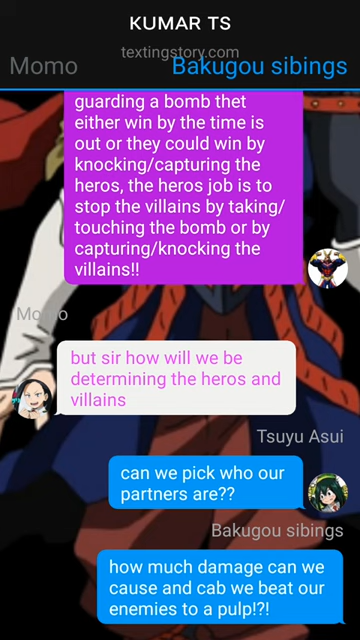 KUMAR TS
textingstory.com
Momo
Bakugou sibings
guarding a bomb thet
either win by the time is
out or they could win by
knocking/capturing the
heros, the heros job is to
stop the villains by taking/
touching the bomb or by
capturing/knocking the
villains!!
Momo
but sir how will we be
determining the heros and
villains
Tsuyu Asui
can we pick who our
partners are??
Bakugou sibings
how much damage can we
cause and cab we beat our
enemies to a pulp!?!